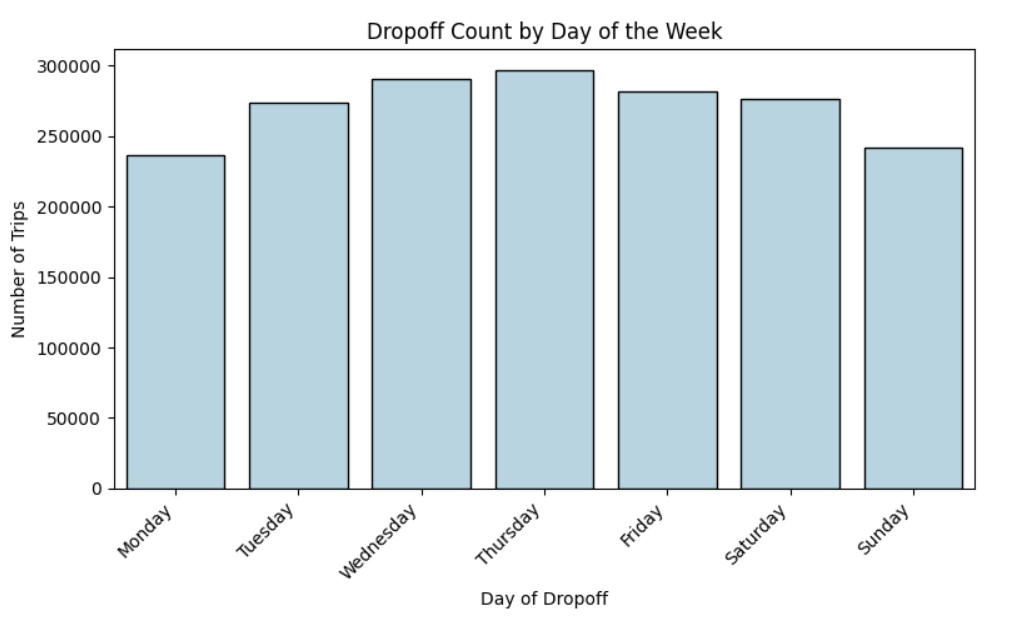 Dropoff Count by Day of the Week
300000
250000
200000
150000
100000
50000
0
Number of Trips
Monday
Tuesday
Wednesday
Thursday
Friday
Saturday
Sunday
Day of Dropoff